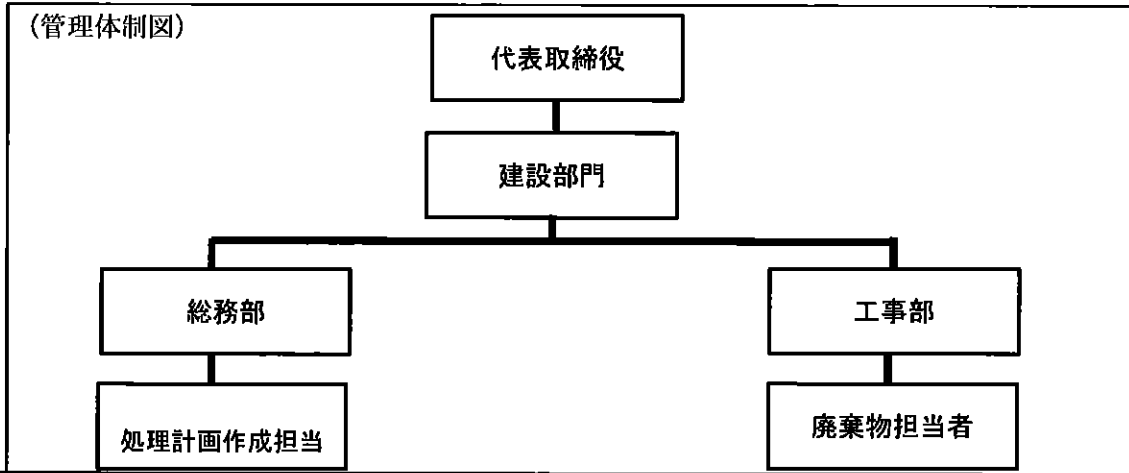 （管理体制図）
代表取締役
建設部門
総務部
工事部
処理計画作成担当
廃棄物担当者